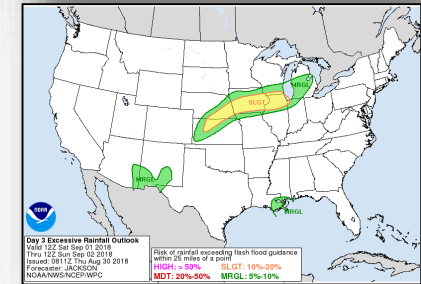 MRGL
SLGT
MRGL
MRGL
NOAA
Day 3 Excessive Rainfall Outlook
Valid 12Z Sat Sep 01 2018
Thru 12Z Sun Sep 02 2018
Issued: 0811Z Thu Aug 30 2018
Forecaster: JACKSON
NOAA/NWS/NCEP/WPC
Risk of rainfall exceeding flash flood guidance
within 25 miles of a point
HIGH: > 50% SLGT: 10%-20%
MDT: 20%-50% MRGL: 5%-10%